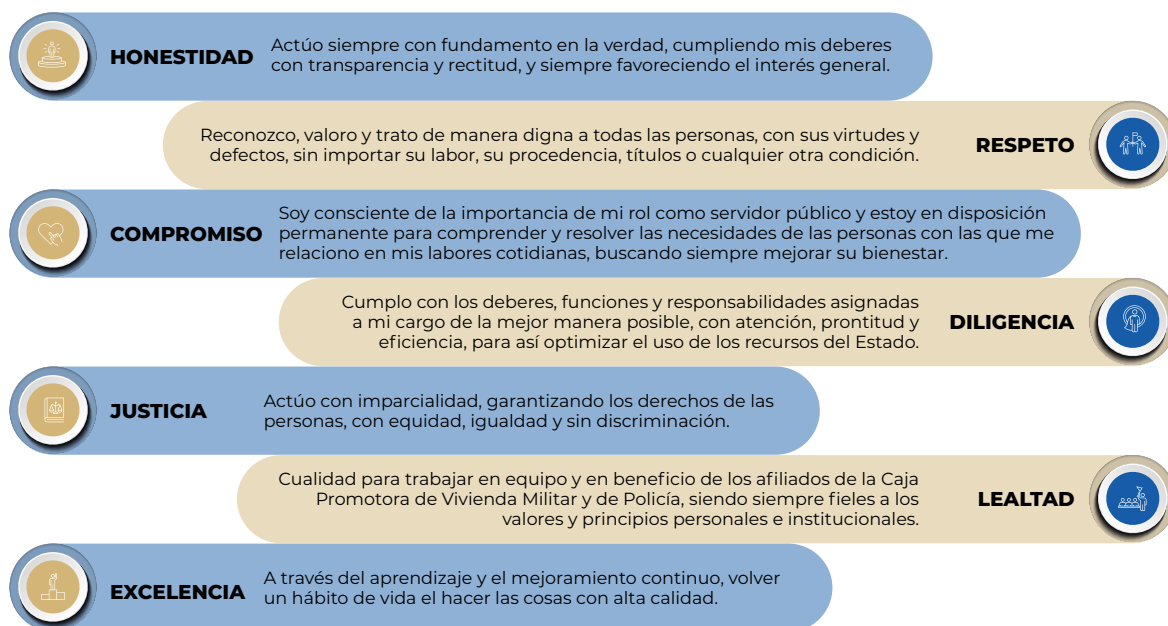 HONESTIDAD
Actúo siempre con fundamento en la verdad, cumpliendo mis deberes
con transparencia y rectitud, y siempre favoreciendo el interés general.
Reconozco, valoro y trato de manera digna a todas las personas, con sus virtudes y
defectos, sin importar su labor, su procedencia, títulos o cualquier otra condición.
RESPETO
COMPROMISO
Soy consciente de la importancia de mi rol como servidor público y estoy en disposición
permanente para comprender y resolver las necesidades de las personas con las que me
relaciono en mis labores cotidianas, buscando siempre mejorar su bienestar.
Cumplo con los deberes, funciones y responsabilidades asignadas
a mi cargo de la mejor manera posible, con atención, prontitud y
eficiencia, para así optimizar el uso de los recursos del Estado.
DILIGENCIA
JUSTICIA
Actúo con imparcialidad, garantizando los derechos de las
personas, con equidad, igualdad y sin discriminación.
Cualidad para trabajar en equipo y en beneficio de los afiliados de la Caja
Promotora de Vivienda Militar y de Policía, siendo siempre fieles a los
valores y principios personales e institucionales.
LEALTAD
EXCELENCIA
A través del aprendizaje y el mejoramiento continuo, volver
un hábito de vida el hacer las cosas con alta calidad.